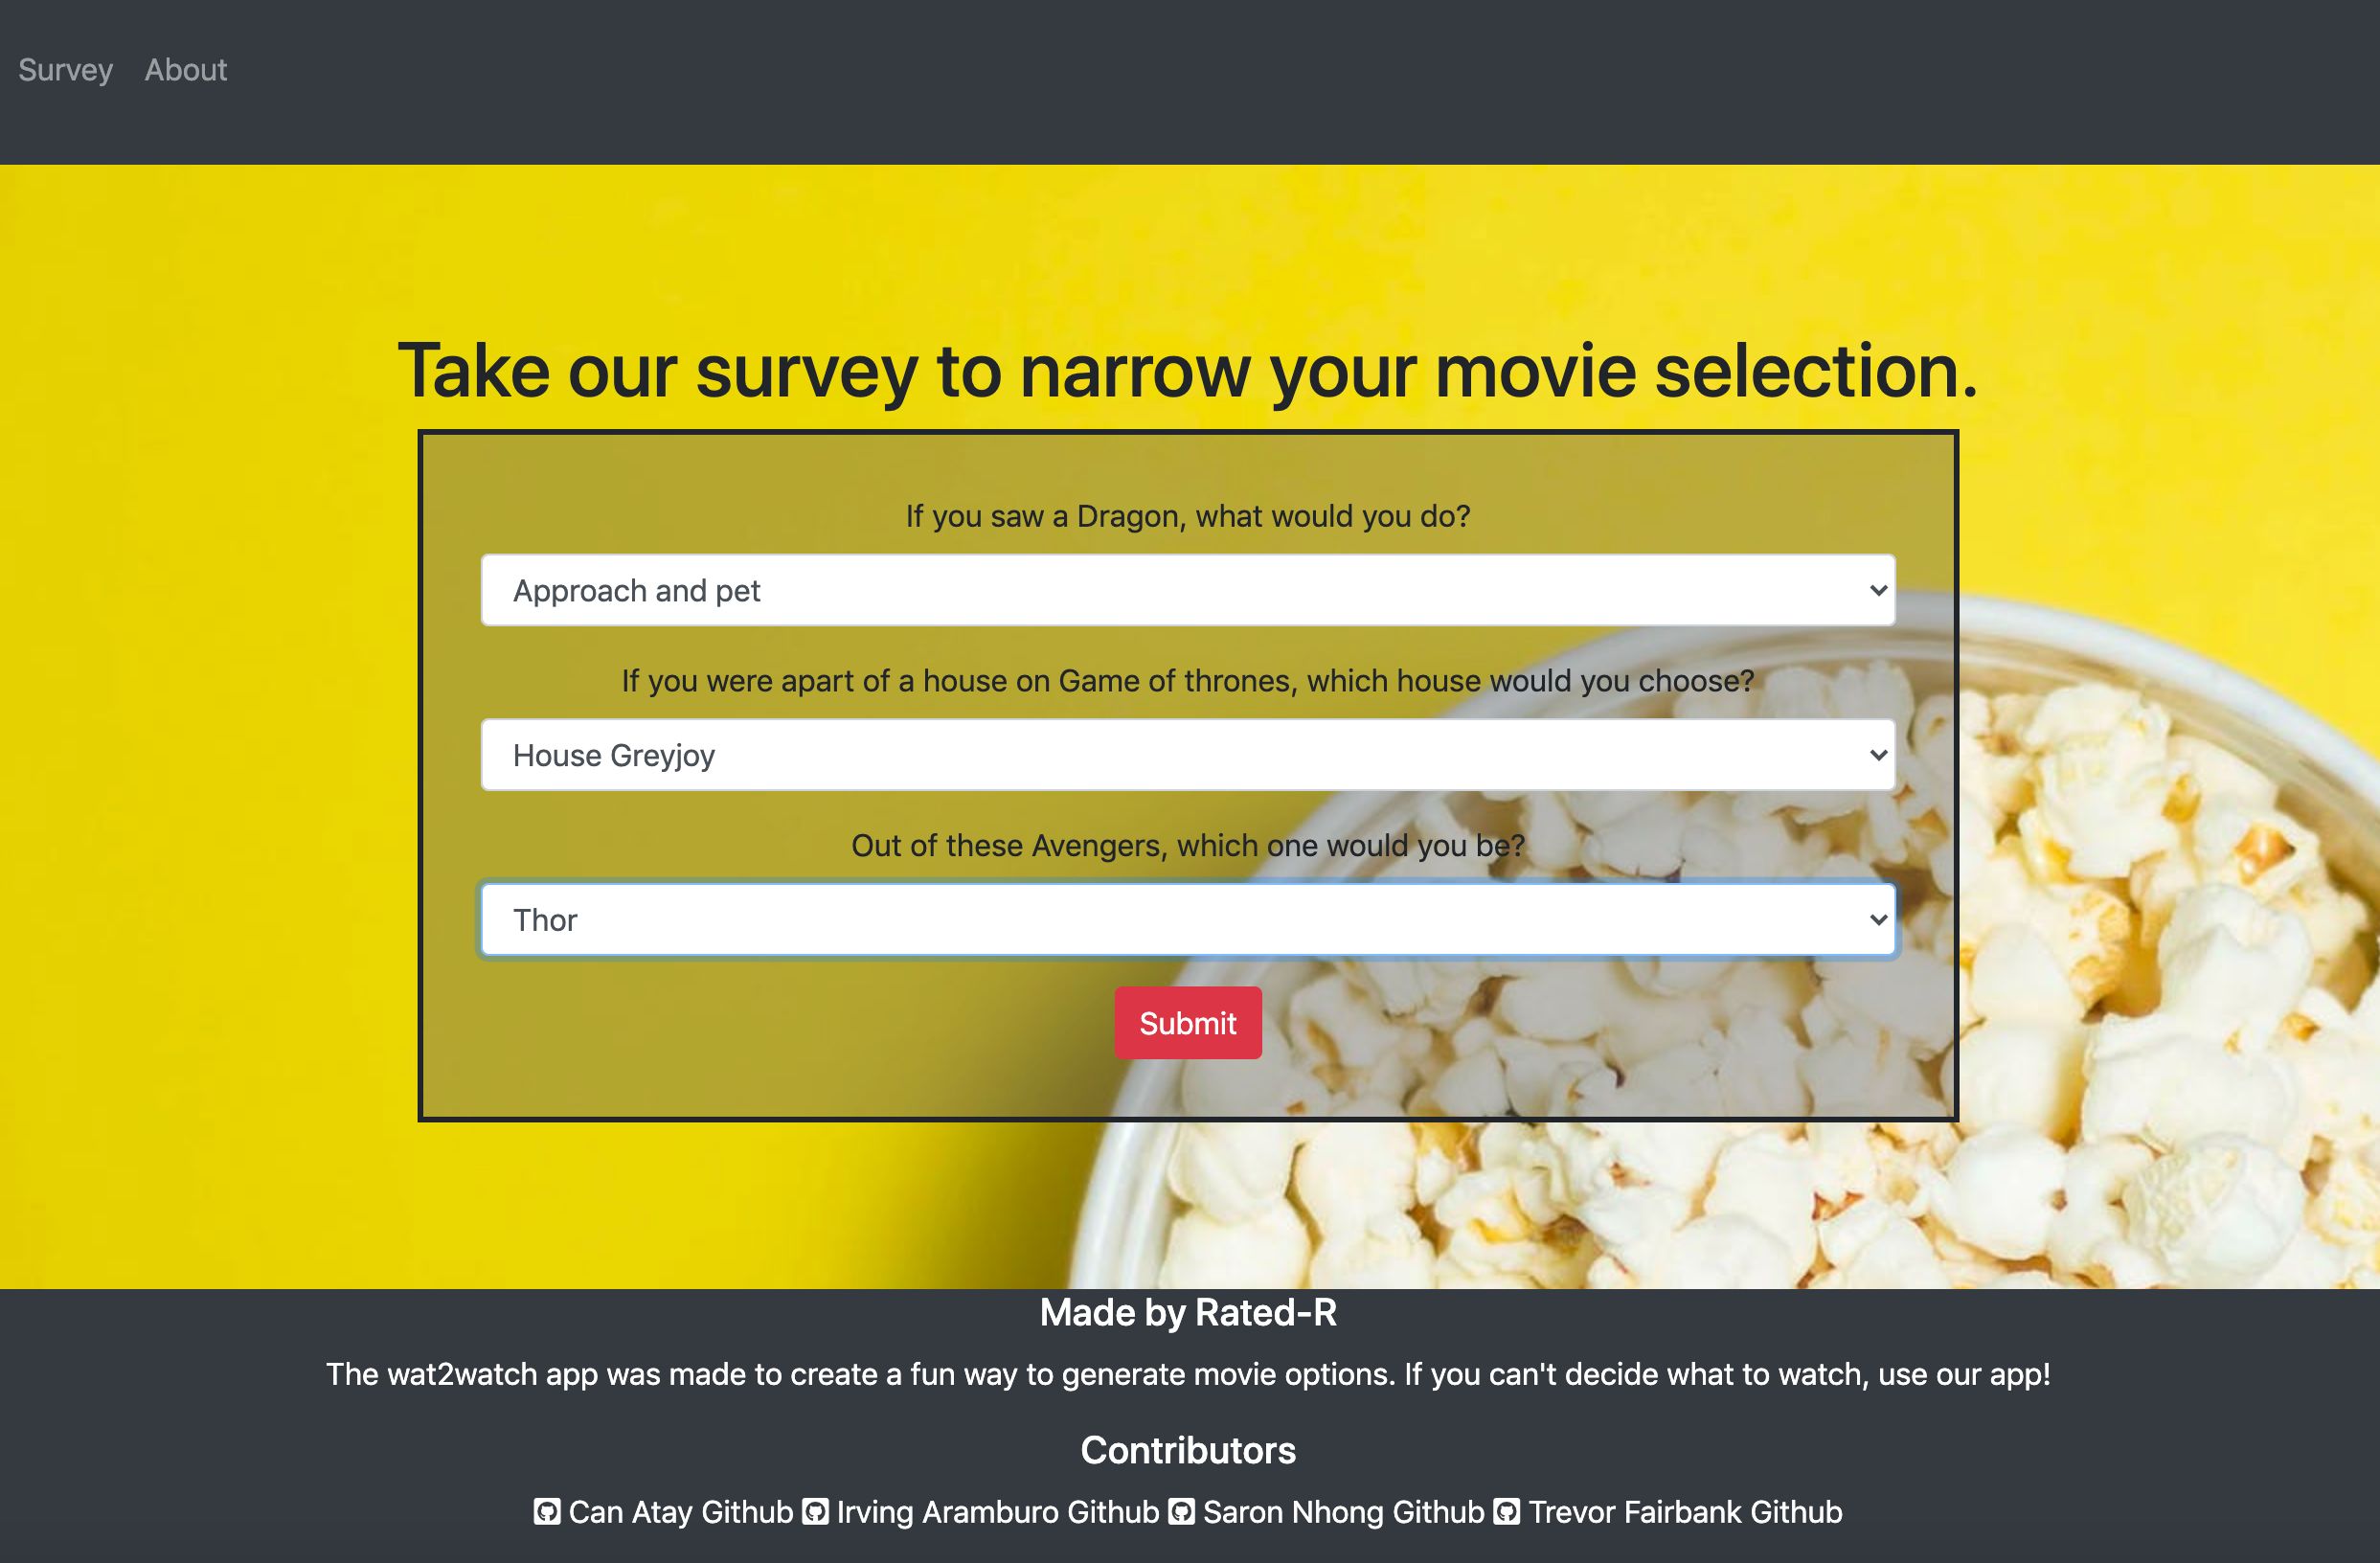 Survey About
Take our survey to narrow your movie selection.
If you saw a Dragon, what would you do?
Approach and pet
If you were apart of a house on Game of thrones, which house would you choose?
House Greyjoy
Out of these Avengers, which one would you be?
Thor
Submit
Made by Rated-R
The wat2watch app was made to create a fun way to generate movie options. If you can't decide what to watch, use our app!
Contributors
Can Atay Github Irving Aramburo Github Saron Nhong Github Trevor Fairbank Github